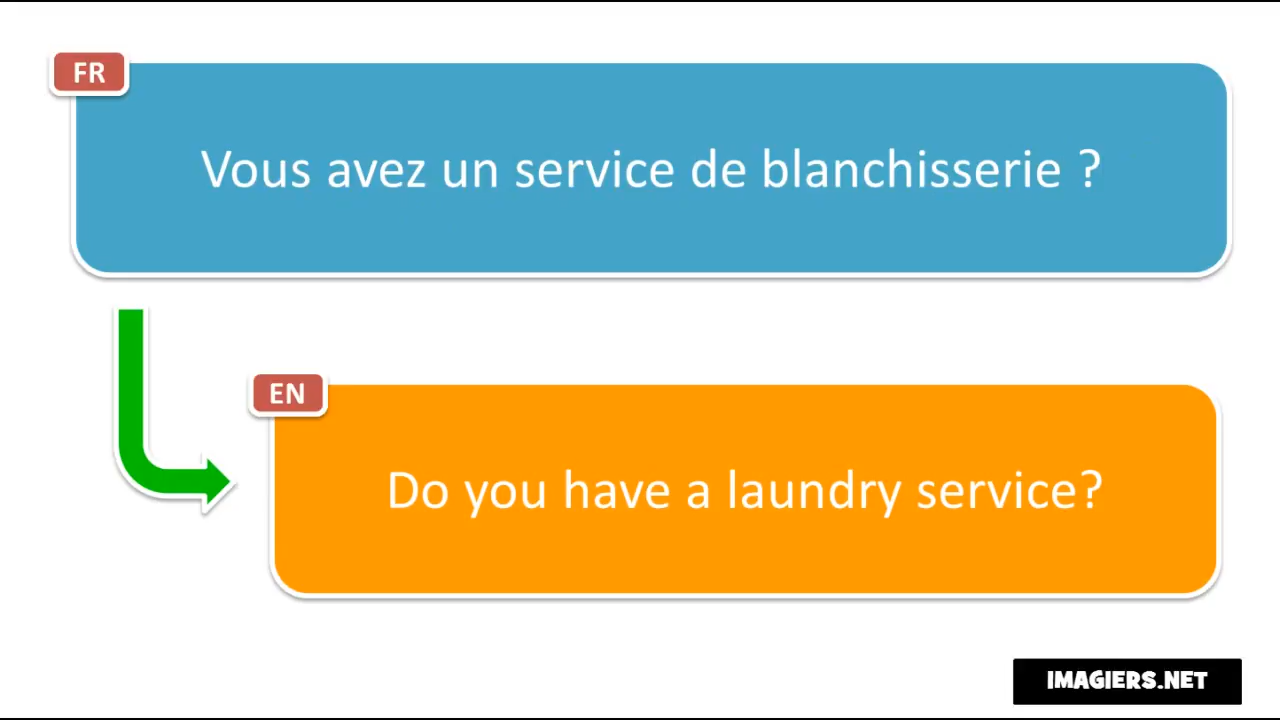 FR
Vous avez un service de blanchisserie ?
EN
Do you have a laundry service?
IMAGIERS.NET